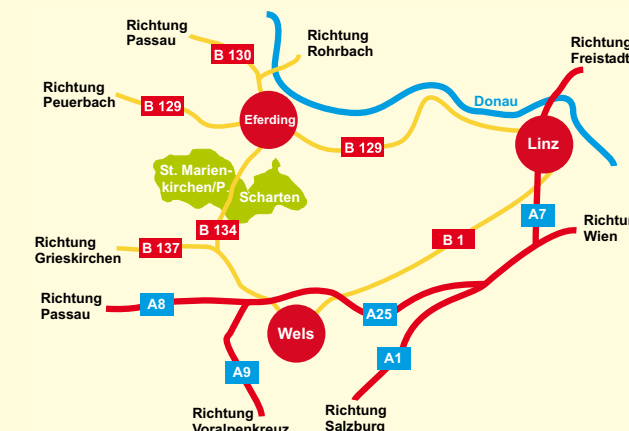 Richtung
Passau
B 130
Richtung
Rohrbach
Richtung
Freistadt
Richtung
Peuerbach
B 129
Eferding
Donau
B 129
Linz
St. Marien-
kirchen/P.
Scharten
A7
Richtung
Wien
B 134
B 1
Richtung
Grieskirchen
B 137
Richtung
Passau
A8
A25
Wels
A1
A9
Richtung
Voralpenkreuz
Richtung
Salzburg